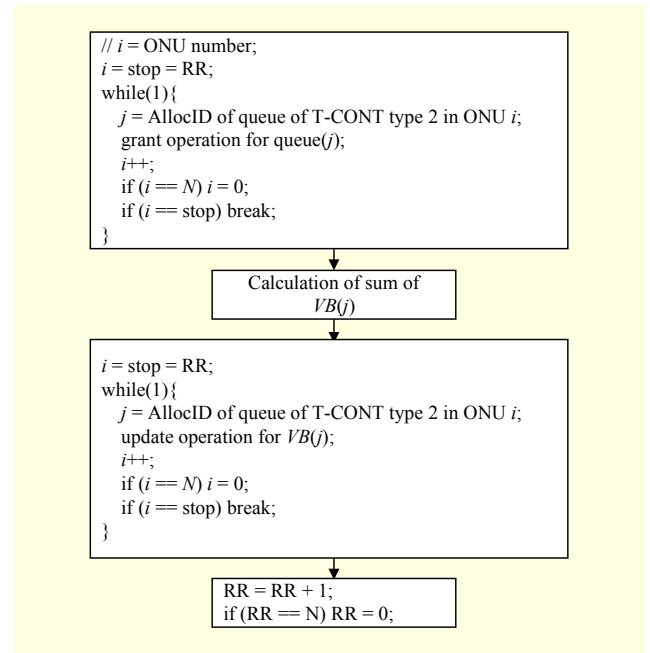 // i = ONU number;
i = stop = RR;
while(1){
j = AllocID of queue of T-CONT type 2 in ONU i;
grant operation for queue(j);
i++;
if (i == N) i = 0;
if (i == stop) break;
}
Calculation of sum of
VB(j)
i = stop = RR;
while(1){
j = AllocID of queue of T-CONT type 2 in ONU i;
update operation for VB(j);
i++;
if (i == N) i = 0;
if (i == stop) break;
}
RR = RR + 1;
if (RR == N) RR = 0;